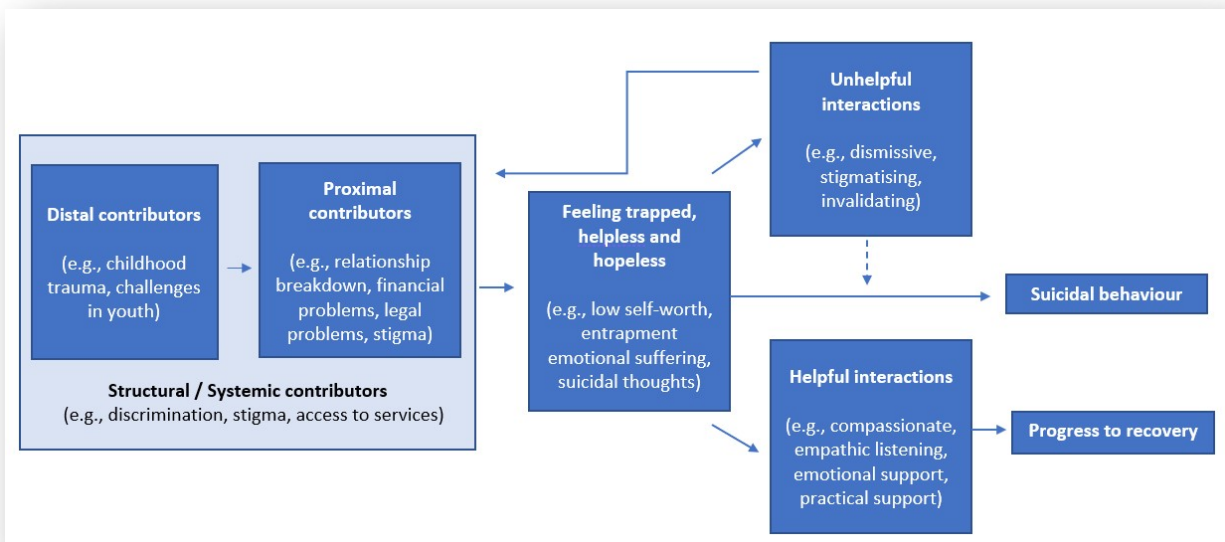 Distal contributors
(e.g., childhood
trauma, challenges
in youth)
Proximal
contributors
(e.g., relationship
breakdown, financial
problems, legal
problems, stigma)
Structural / Systemic contributors
(e.g., discrimination, stigma, access to services)
Feeling trapped,
helpless and
hopeless
(e.g., low self-worth,
entrapment
emotional suffering,
suicidal thoughts)
Unhelpful
interactions
(e.g., dismissive,
stigmatising,
invalidating)
Suicidal behaviour
Helpful interactions
(e.g., compassionate,
empathic listening,
emotional support,
practical support)
Progress to recovery